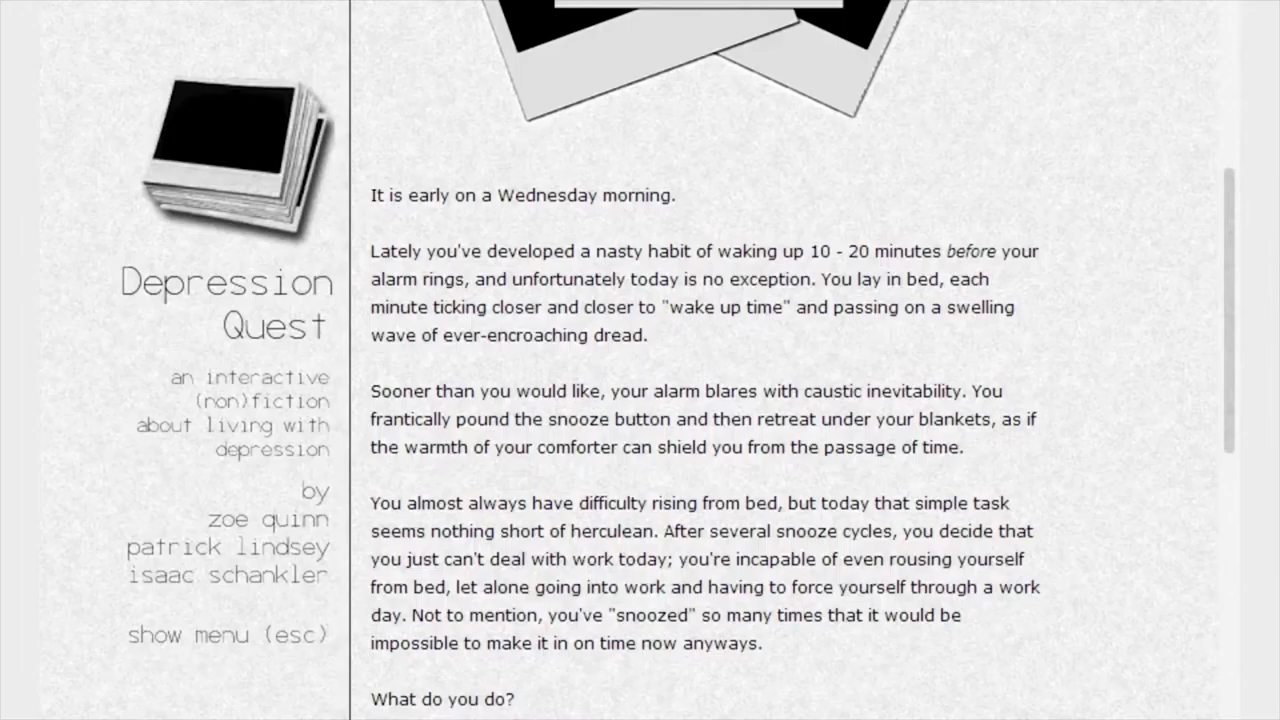 Depression
Quest
an interactive
(non)fiction
about living with
depression
by
zoe quinn
patrick lindsey
isaac schankler
show menu (esc)
It is early on a Wednesday morning.
Lately you've developed a nasty habit of waking up 10 - 20 minutes before your
alarm rings, and unfortunately today is no exception. You lay in bed, each
minute ticking closer and closer to "wake up time" and passing on a swelling
wave of ever-encroaching dread.
Sooner than you would like, your alarm blares with caustic inevitability. You
frantically pound the snooze button and then retreat under your blankets, as if
the warmth of your comforter can shield you from the passage of time.
You almost always have difficulty rising from bed, but today that simple task
seems nothing short of herculean. After several snooze cycles, you decide that
you just can't deal with work today; you're incapable of even rousing yourself
from bed, let alone going into work and having to force yourself through a work
day. Not to mention, you've "snoozed" so many times that it would be
impossible to make it in on time now anyways.
What do you do?